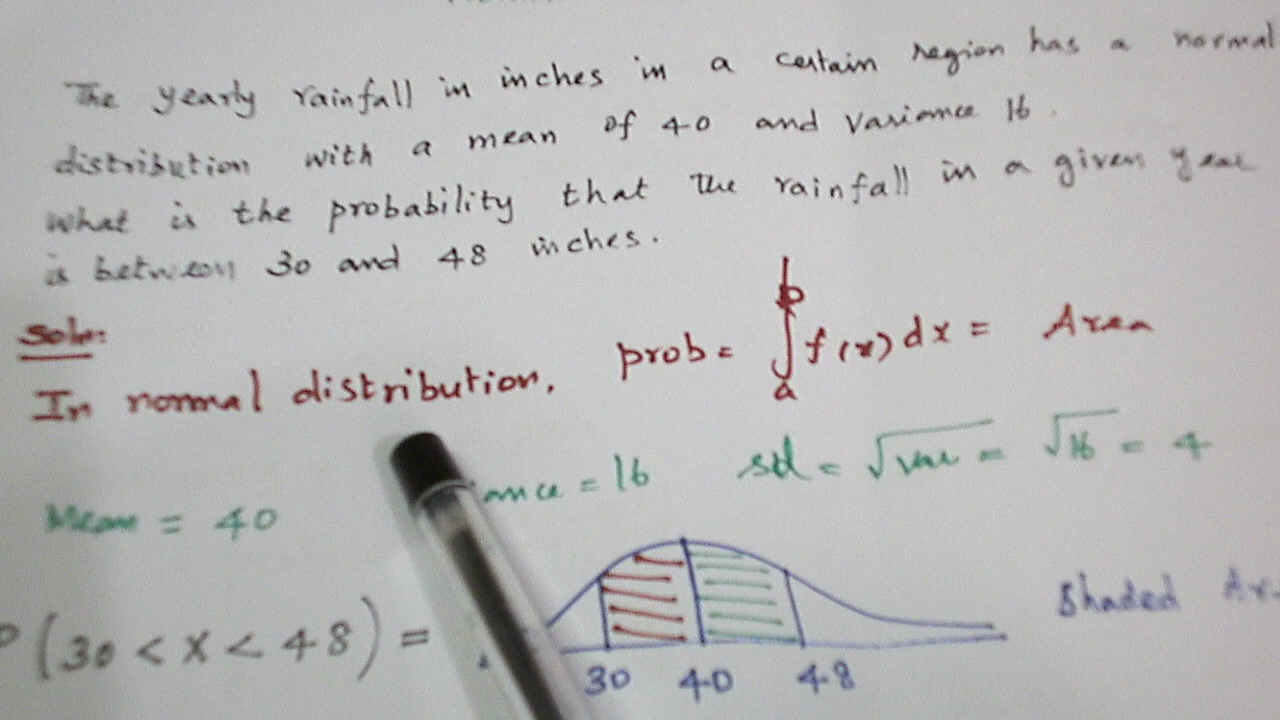 The yearly rainfall in inches in a certain region has a normal
distribution with a mean of 40 and variance 16.
What is the probability that the rainfall in a given year
is between 30 and 48 inches.
Soln:
In normal distribution, prob = ∫ₐᵇ f(x) dx = Area
Mean = 40 ance = 16 sd = √var = √16 = 4
P(30 < X < 48) =
Shaded
30 40 48